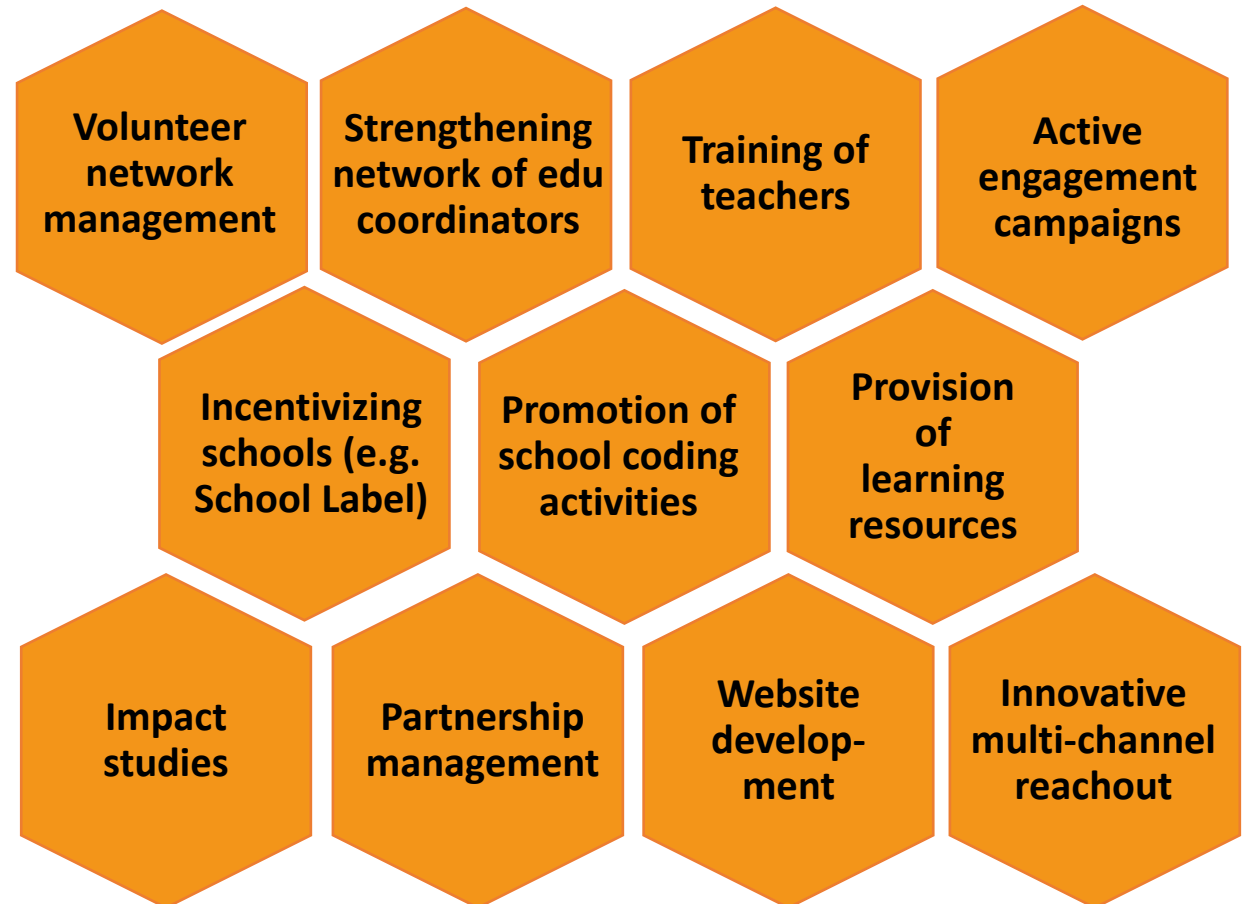 Volunteer
network
management
Strengthening
network of edu
coordinators
Training of
teachers
Active
engagement
campaigns
Incentivizing
schools (e.g.
School Label)
Promotion of
school coding
activities
Provision
of
learning
resources
Impact
studies
Partnership
management
Website
develop-
ment
Innovative
multi-channel
reachout